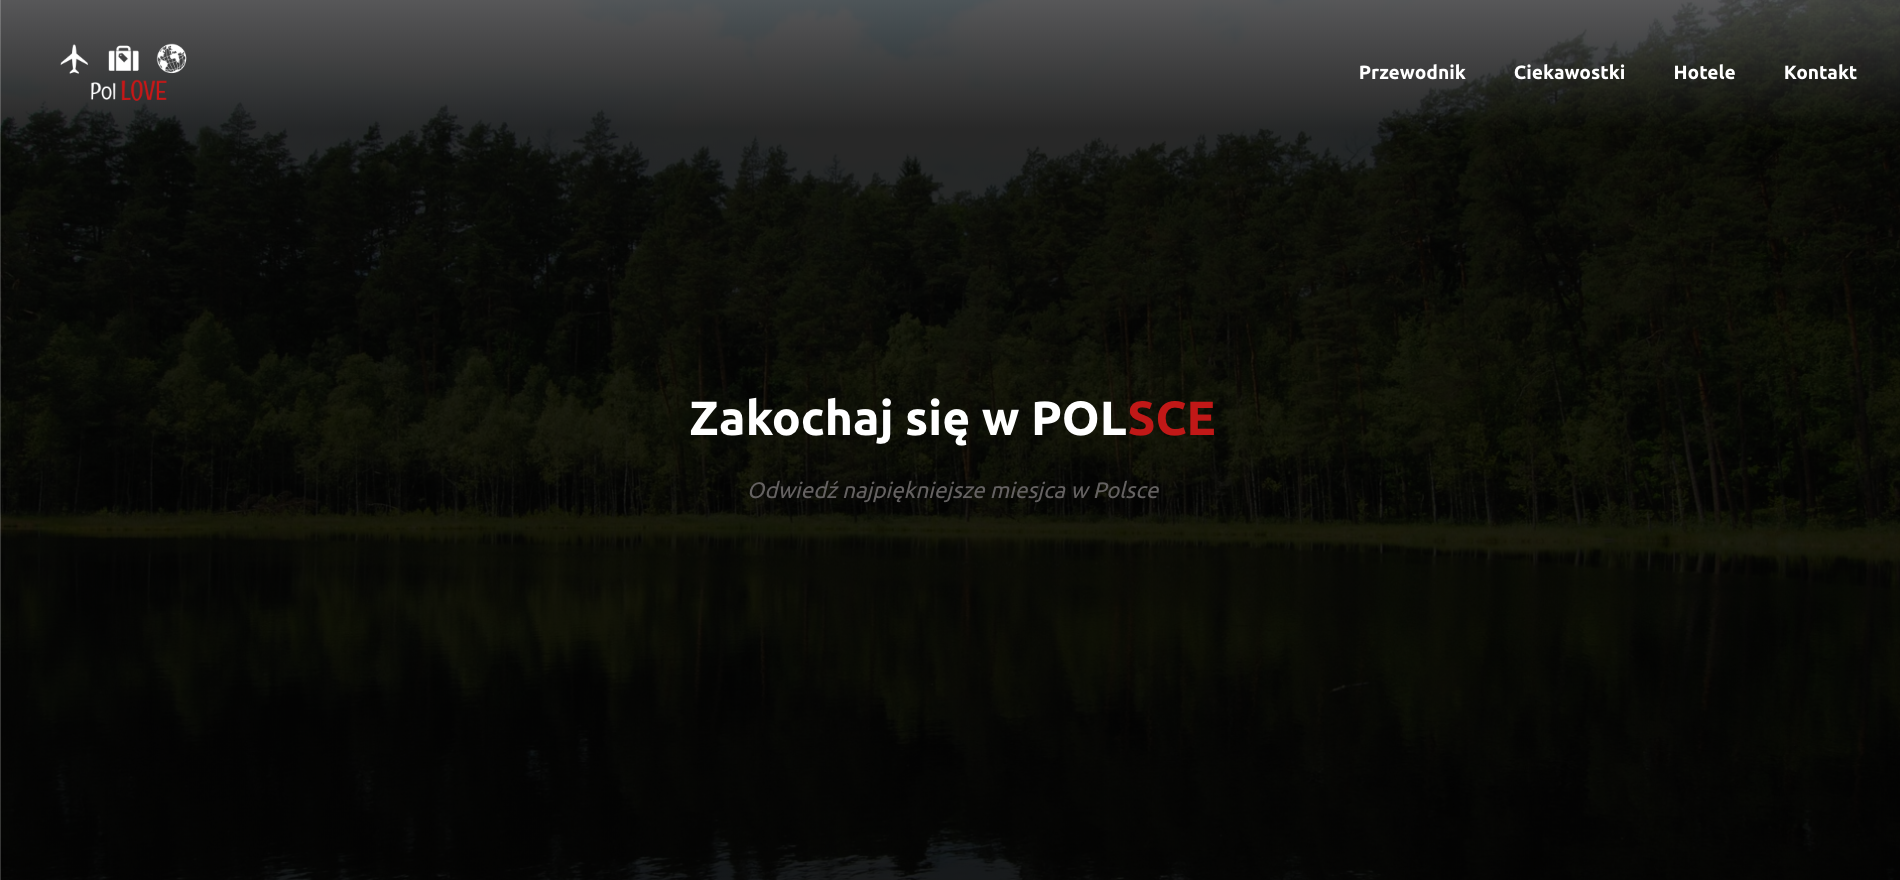 Pol LOVE
Przewodnik Ciekawostki Hotele Kontakt
Zakochaj się w POLSCE
Odwiedź najpiękniejsze miesjca w Polsce